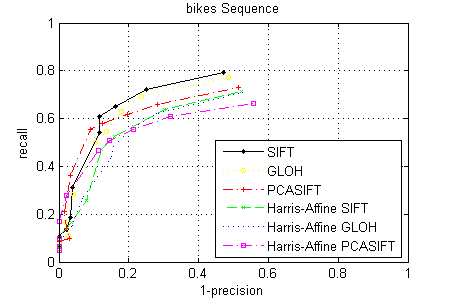 bikes Sequence
1
0.8
0.6
0.4
0.2
0
recall
SIFT
GLOH
PCASIFT
Harris-Affine SIFT
Harris-Affine GLOH
Harris-Affine PCASIFT
0 0.2 0.4 0.6 0.8 1
1-precision